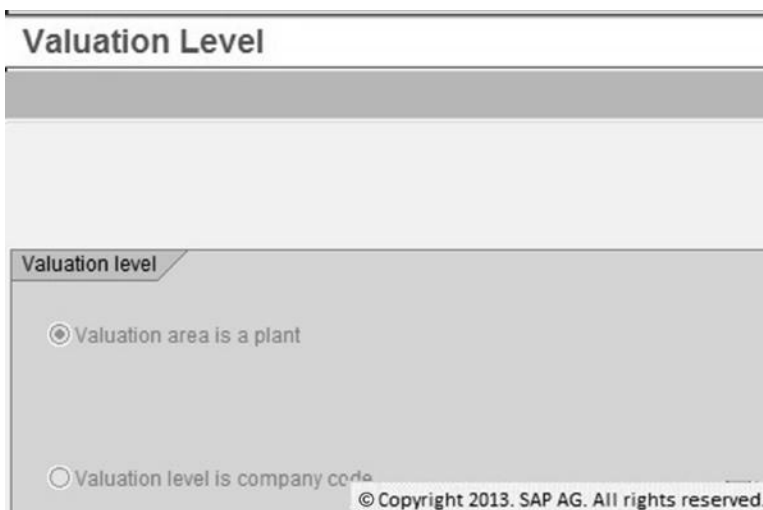 Valuation Level
Valuation level
Valuation area is a plant
Valuation level is company code
© Copyright 2013. SAP AG. All rights reserved.